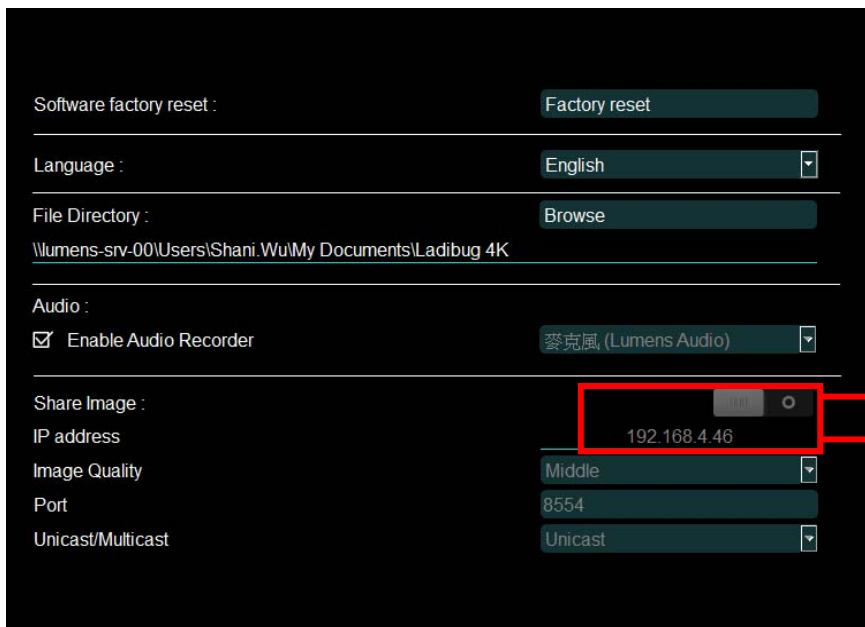 Software factory reset : Factory reset
Language : English
File Directory : Browse
\\lumens-srv-00\Users\Shani.Wu\My Documents\Ladibug 4K
Audio :
Enable Audio Recorder 麥克風 (Lumens Audio)
Share Image :
IP address 192.168.4.46
Image Quality Middle
Port 8554
Unicast/Multicast Unicast